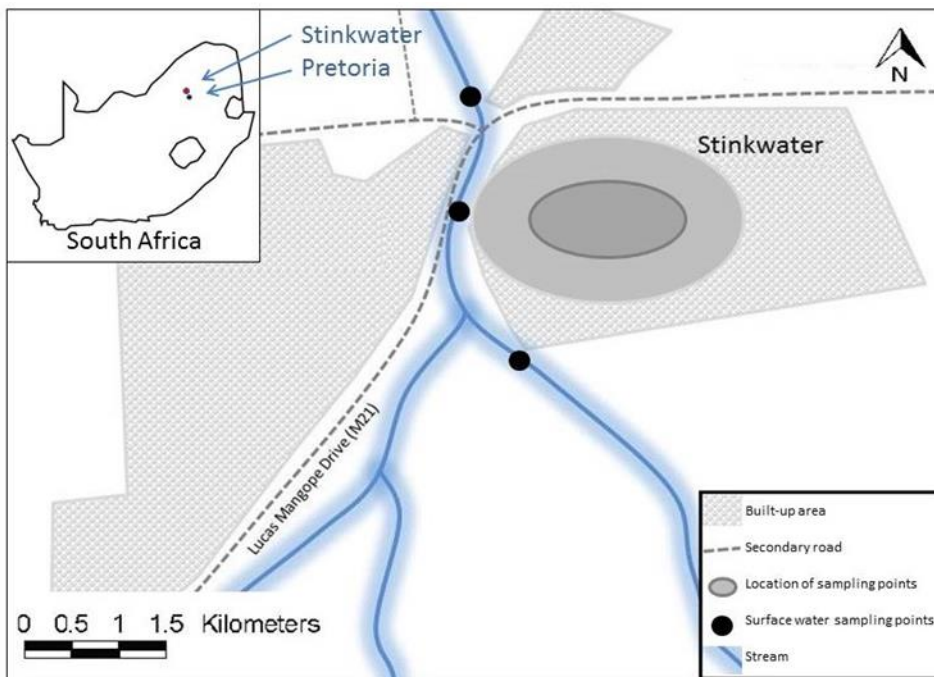 Stinkwater
Pretoria
South Africa
N
Stinkwater
Lucas Mangope Drive (M21)
Built-up area
Secondary road
Location of sampling points
Surface water sampling points
Stream
0 0.5 1 1.5 Kilometers